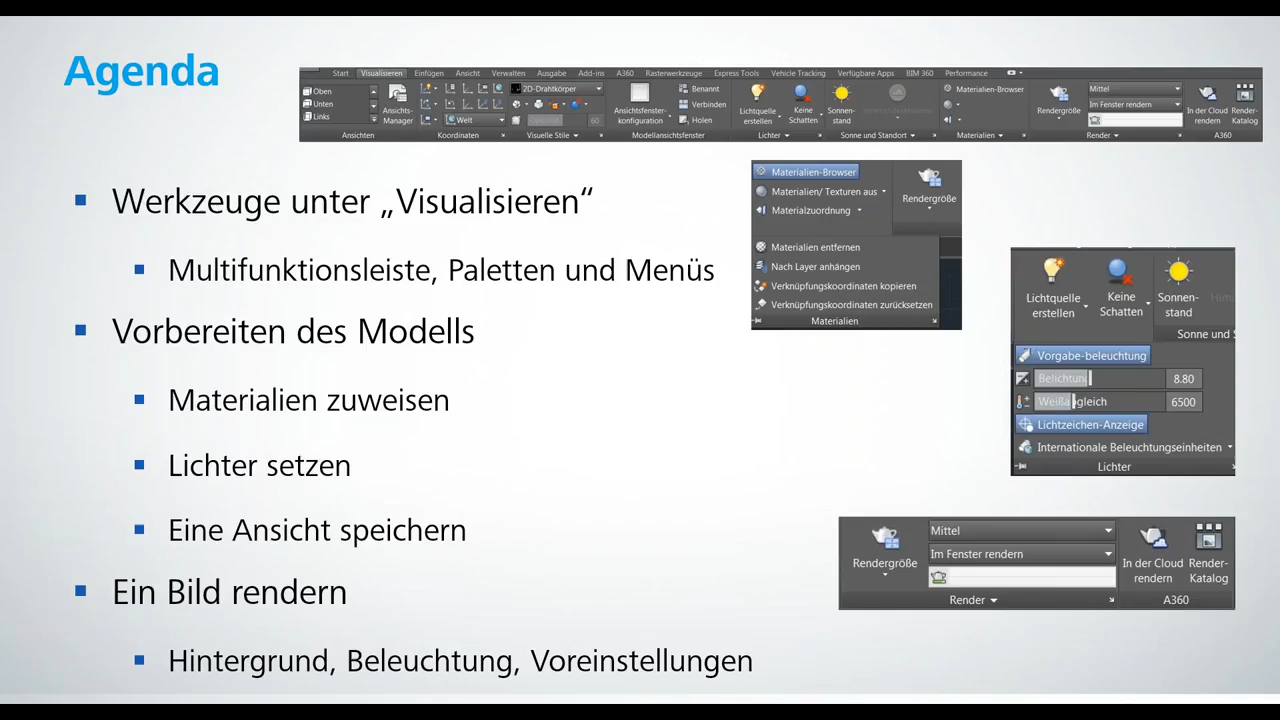 Agenda
Start Visualisieren Einfügen Ansicht Verwalten Ausgabe Add-ins A360 Rasterwerkzeuge Express Tools Vehicle Tracking Verfügbare Apps BIM 360 Performance
Oben
Unten
Links
Ansichts-
Manager
2D-Drahtkörper
Welt
60
Ansichtsfenster-
konfiguration
Benannt
Verbinden
Holen
Lichtquelle
erstellen
Keine
Schatten
Sonnen-
stand
Materialien-Browser
Rendergröße
Mittel
Im Fenster rendern
In der Cloud
rendern
Render-
Katalog
Ansichten Koordinaten Visuelle Stile Modellansichtsfenster Lichter Sonne und Standort Materialien Render A360
Werkzeuge unter „Visualisieren“
Multifunktionsleiste, Paletten und Menüs
Vorbereiten des Modells
Materialien zuweisen
Lichter setzen
Eine Ansicht speichern
Ein Bild rendern
Hintergrund, Beleuchtung, Voreinstellungen
Materialien-Browser
Materialien/ Texturen aus
Materialzuordnung
Rendergröße
Materialien entfernen
Nach Layer anhängen
Verknüpfungskoordinaten kopieren
Verknüpfungskoordinaten zurücksetzen
Materialien
Lichtquelle
erstellen
Keine
Schatten
Sonnen-
stand
Sonne und S
Vorgabe-beleuchtung
Belichtung 8.80
Weißabgleich 6500
Lichtzeichen-Anzeige
Internationale Beleuchtungseinheiten
Lichter
Rendergröße
Mittel
Im Fenster rendern
In der Cloud
rendern
Render-
Katalog
Render A360